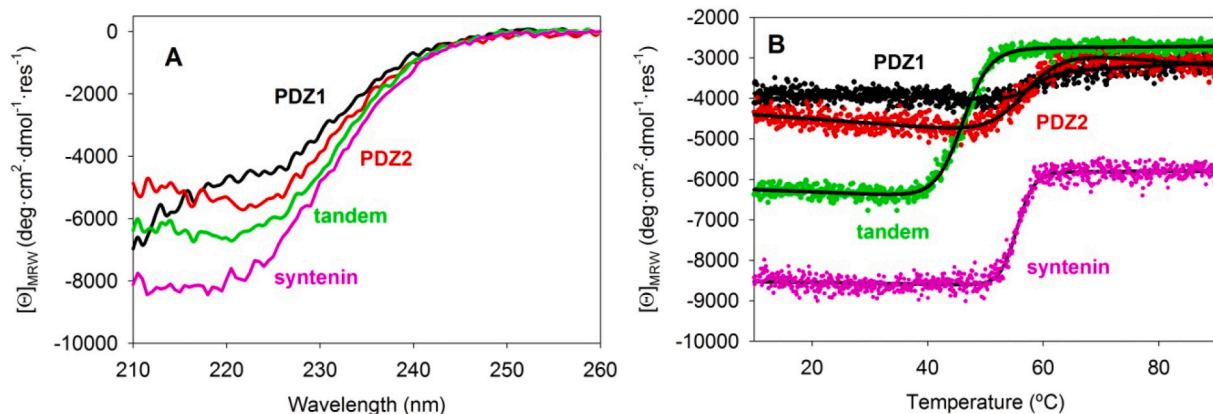 A
PDZ1
PDZ2
tandem
syntenin
[Θ]MRW (deg·cm²·dmol⁻¹·res⁻¹)
0
-2000
-4000
-6000
-8000
-10000
210 220 230 240 250 260
Wavelength (nm)
B
PDZ1
PDZ2
tandem
syntenin
[Θ]MRW (deg·cm²·dmol⁻¹·res⁻¹)
-2000
-3000
-4000
-5000
-6000
-7000
-8000
-9000
-10000
20 40 60 80
Temperature (ºC)